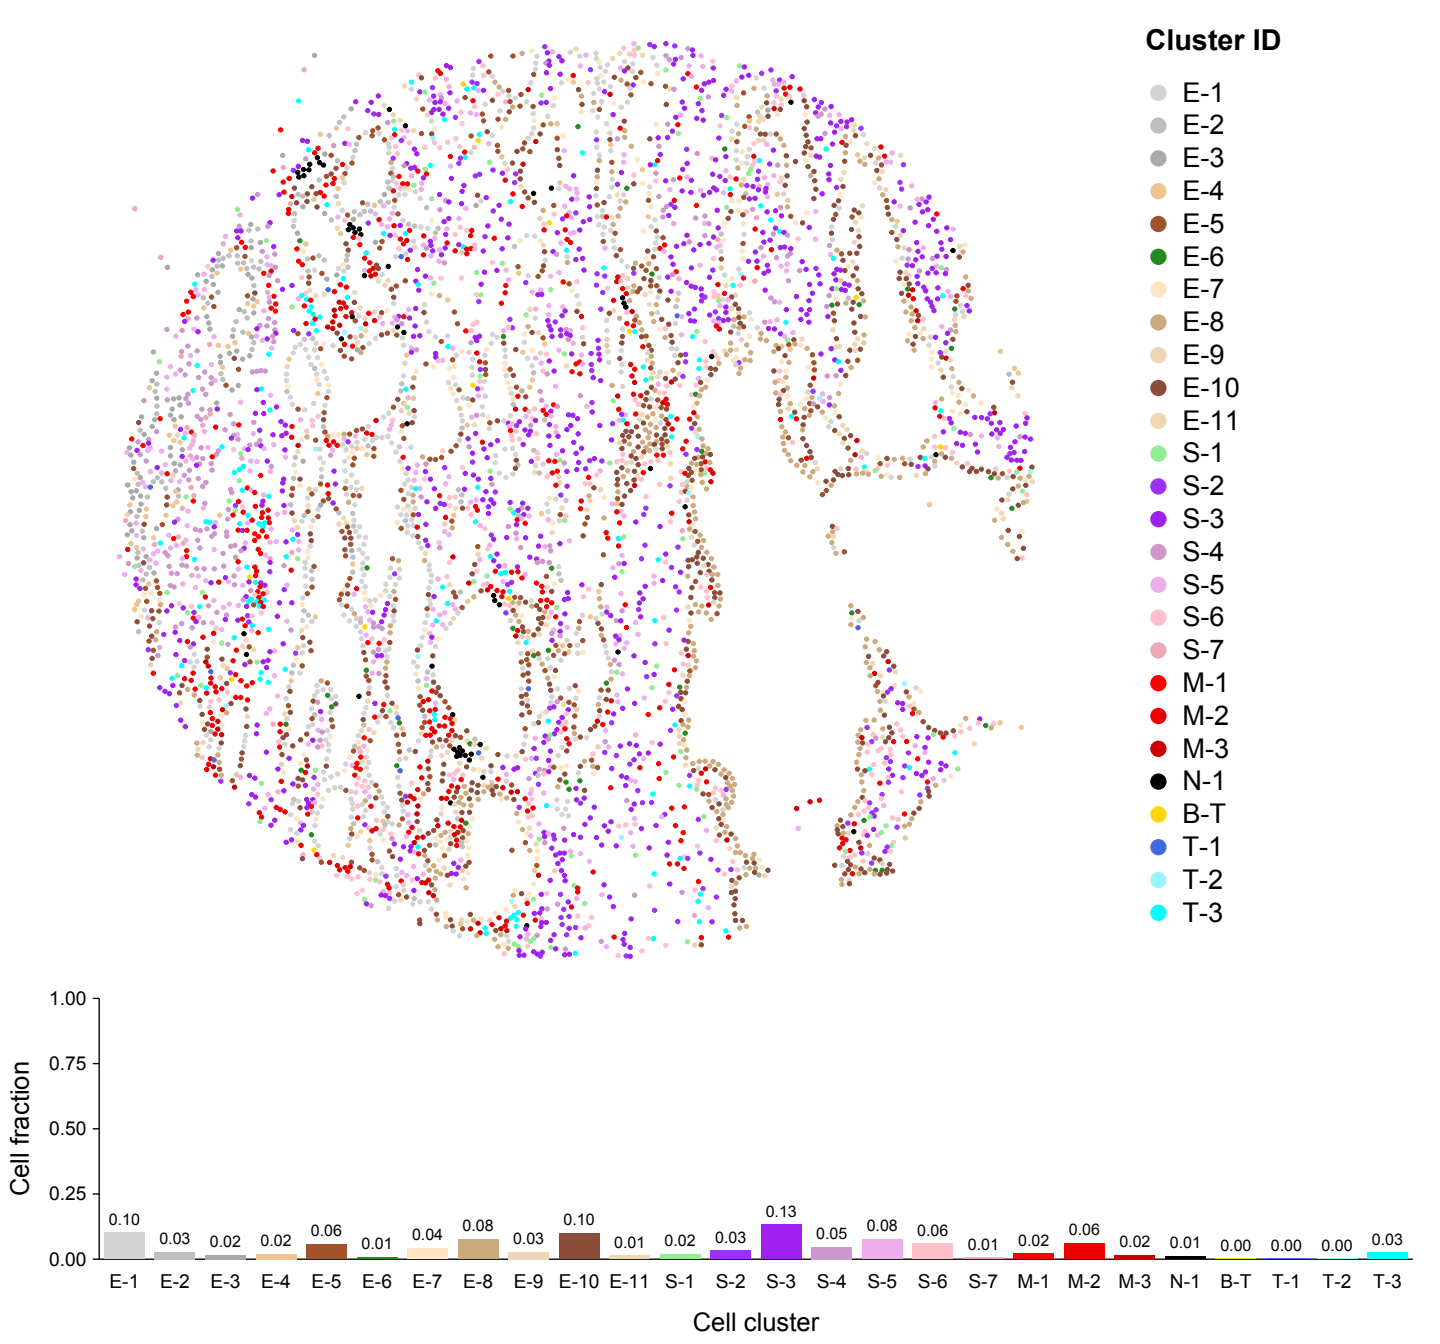 Cluster ID
E-1
E-2
E-3
E-4
E-5
E-6
E-7
E-8
E-9
E-10
E-11
S-1
S-2
S-3
S-4
S-5
S-6
S-7
M-1
M-2
M-3
N-1
B-T
T-1
T-2
T-3
1.00
0.75
0.50
0.25
0.00
Cell fraction
0.10 0.03 0.02 0.02 0.06 0.01 0.04 0.08 0.03 0.10 0.01 0.02 0.03 0.13 0.05 0.08 0.06 0.01 0.02 0.06 0.02 0.01 0.00 0.00 0.00 0.03
E-1 E-2 E-3 E-4 E-5 E-6 E-7 E-8 E-9 E-10 E-11 S-1 S-2 S-3 S-4 S-5 S-6 S-7 M-1 M-2 M-3 N-1 B-T T-1 T-2 T-3
Cell cluster